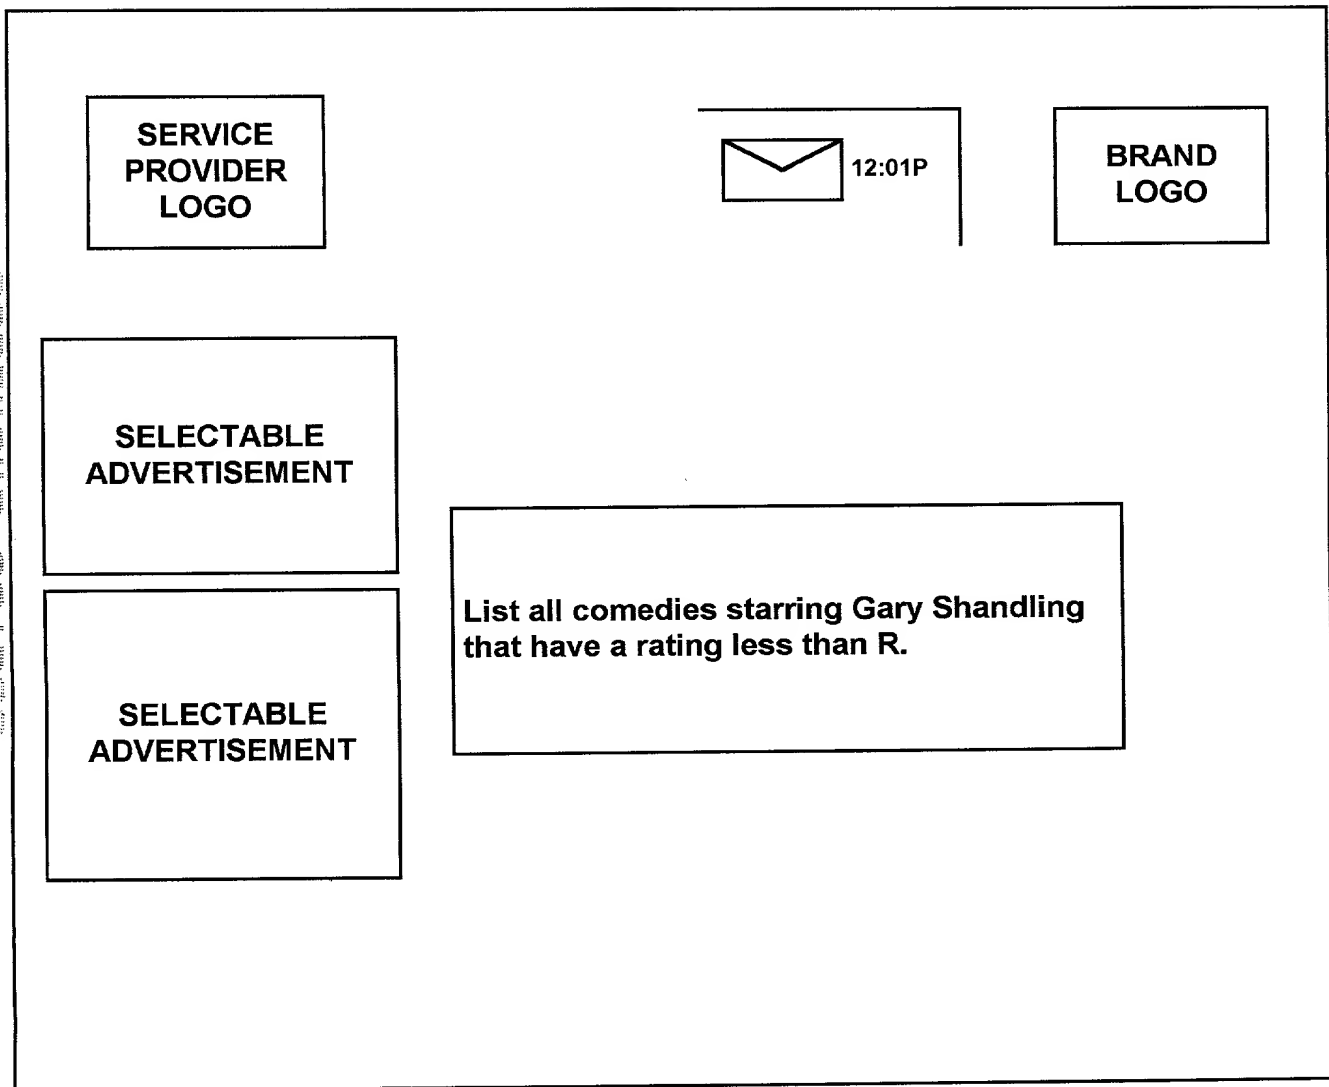 SERVICE
PROVIDER
LOGO
12:01P
BRAND
LOGO
SELECTABLE
ADVERTISEMENT
List all comedies starring Gary Shandling
that have a rating less than R.
SELECTABLE
ADVERTISEMENT